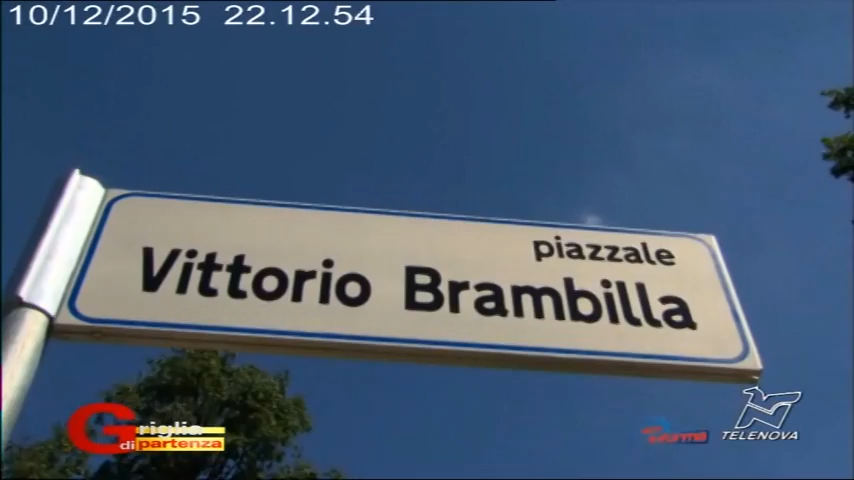 10/12/2015 22.12.54
piazzale
Vittorio Brambilla
Griglia
di partenza
TELENOVA